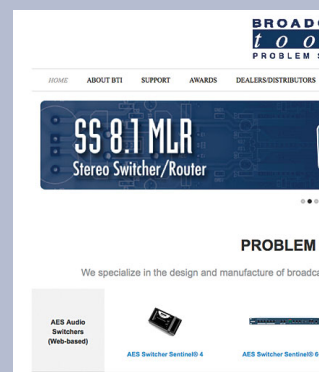 BROADC
t o o
PROBLEM S
HOME ABOUT BTI SUPPORT AWARDS DEALERS/DISTRIBUTORS
SS 8.1 MLR
Stereo Switcher/Router
PROBLEM
We specialize in the design and manufacture of broadca
AES Audio
Switchers
(Web-based)
AES Switcher Sentinel® 4 AES Switcher Sentinel® 6